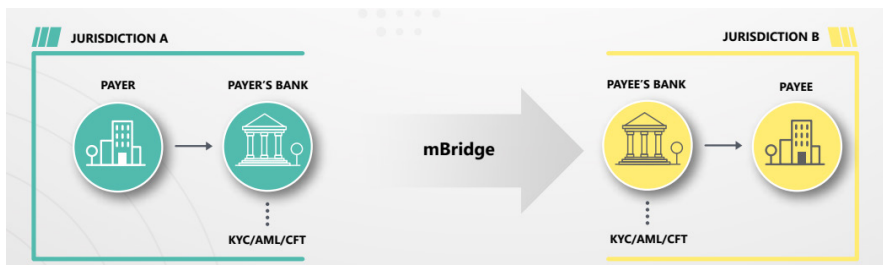 JURISDICTION A
JURISDICTION B
PAYER
PAYER'S BANK
PAYEE'S BANK
PAYEE
mBridge
KYC/AML/CFT
KYC/AML/CFT